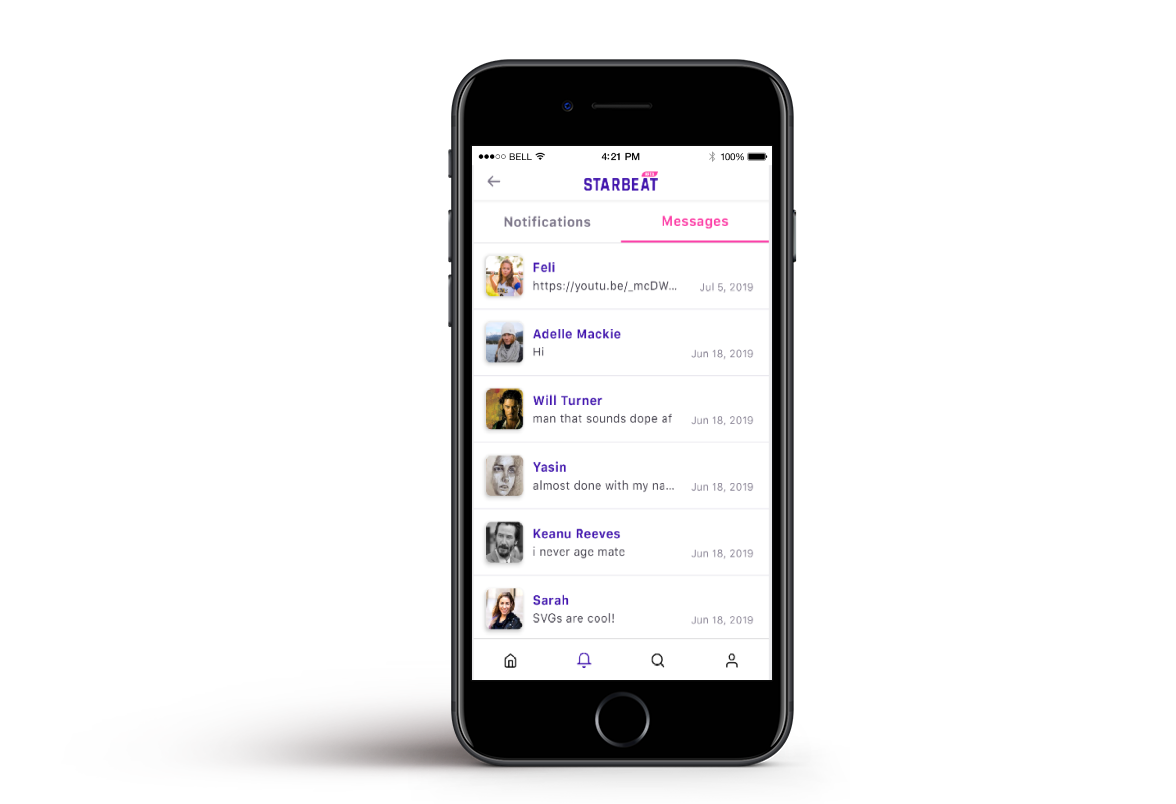 BELL 4:21 PM 100%
STARBEAT BETA
Notifications Messages
Feli
https://youtu.be/_mcDW... Jul 5, 2019
Adelle Mackie
Hi Jun 18, 2019
Will Turner
man that sounds dope af Jun 18, 2019
Yasin
almost done with my na... Jun 18, 2019
Keanu Reeves
i never age mate Jun 18, 2019
Sarah
SVGs are cool! Jun 18, 2019